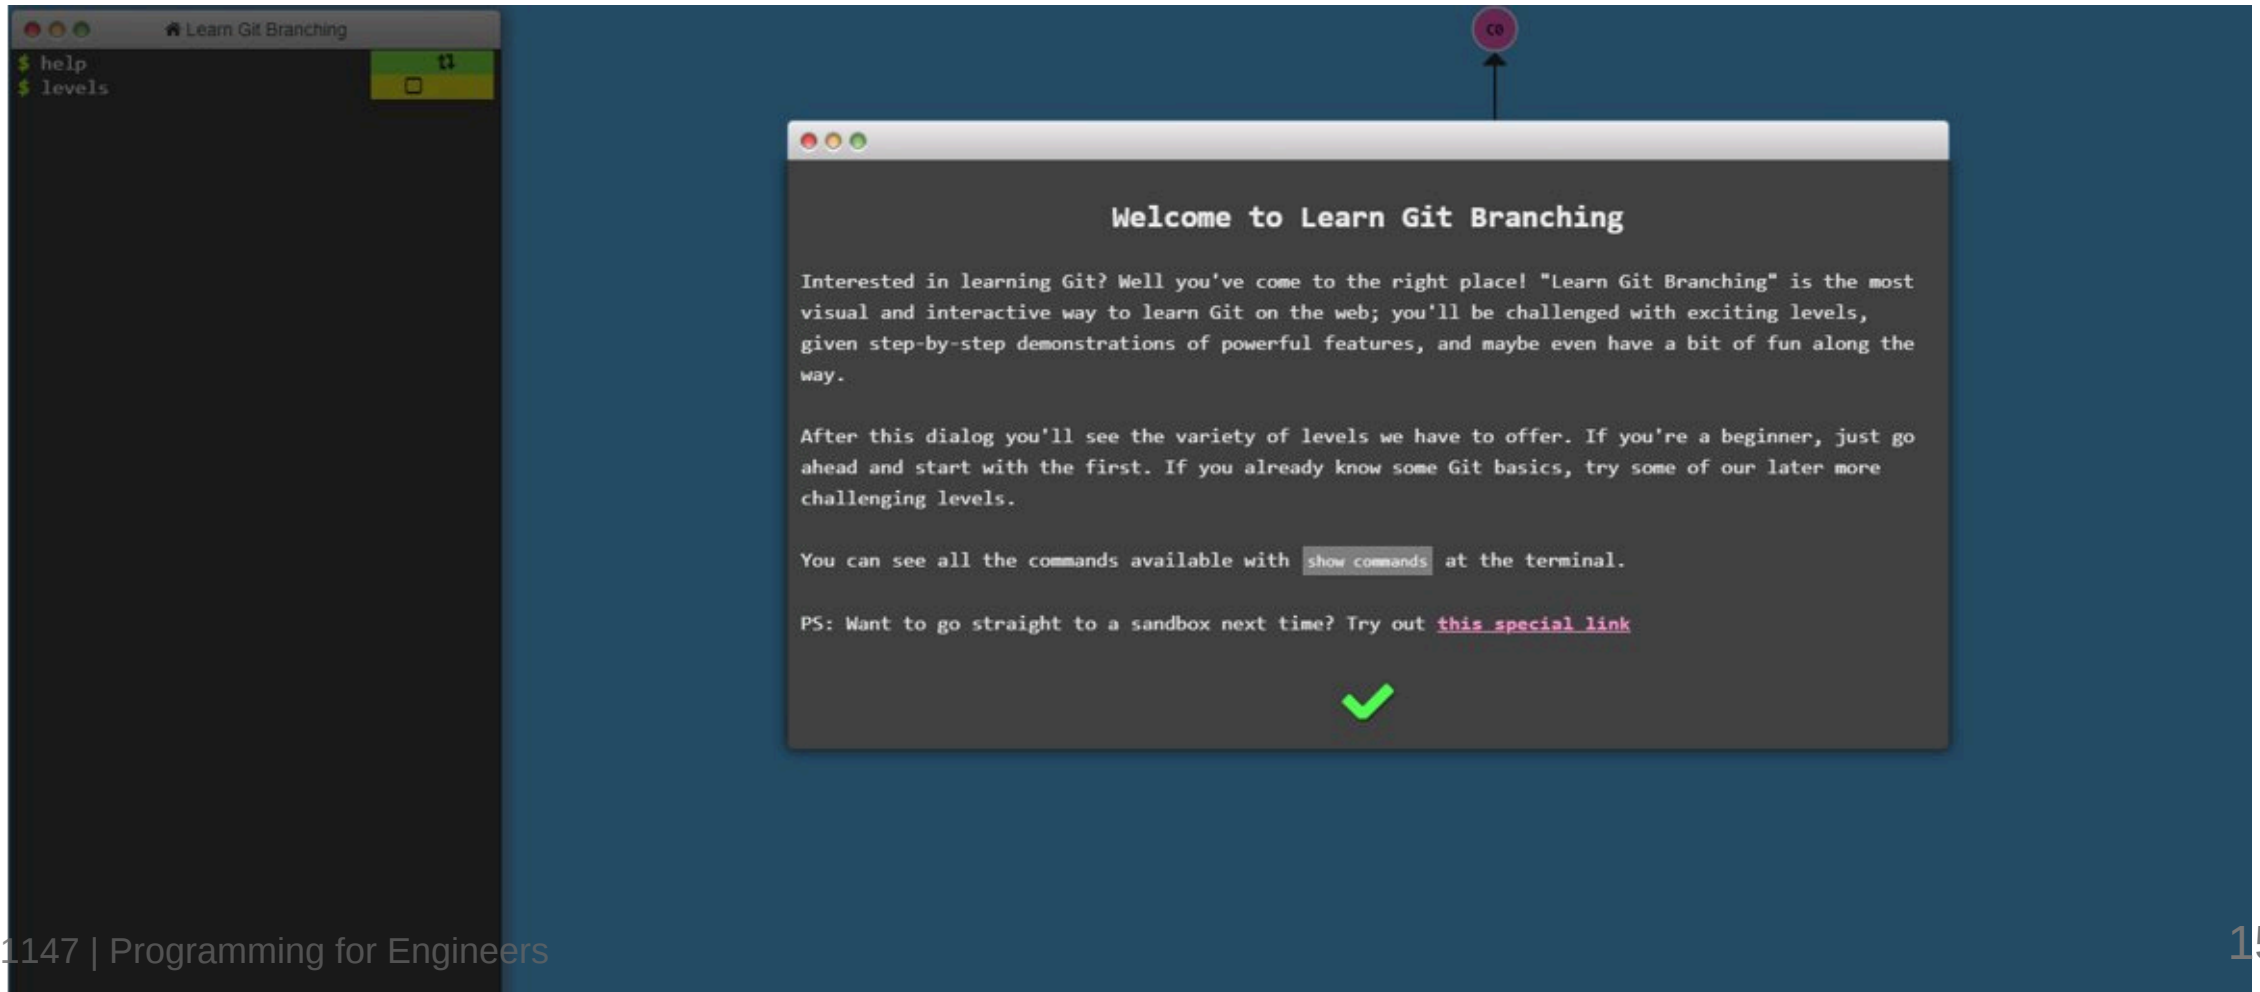 Learn Git Branching
$ help
$ levels
C0
Welcome to Learn Git Branching
Interested in learning Git? Well you've come to the right place! "Learn Git Branching" is the most
visual and interactive way to learn Git on the web; you'll be challenged with exciting levels,
given step-by-step demonstrations of powerful features, and maybe even have a bit of fun along the
way.
After this dialog you'll see the variety of levels we have to offer. If you're a beginner, just go
ahead and start with the first. If you already know some Git basics, try some of our later more
challenging levels.
You can see all the commands available with show commands at the terminal.
PS: Want to go straight to a sandbox next time? Try out this special link
1147 | Programming for Engineers